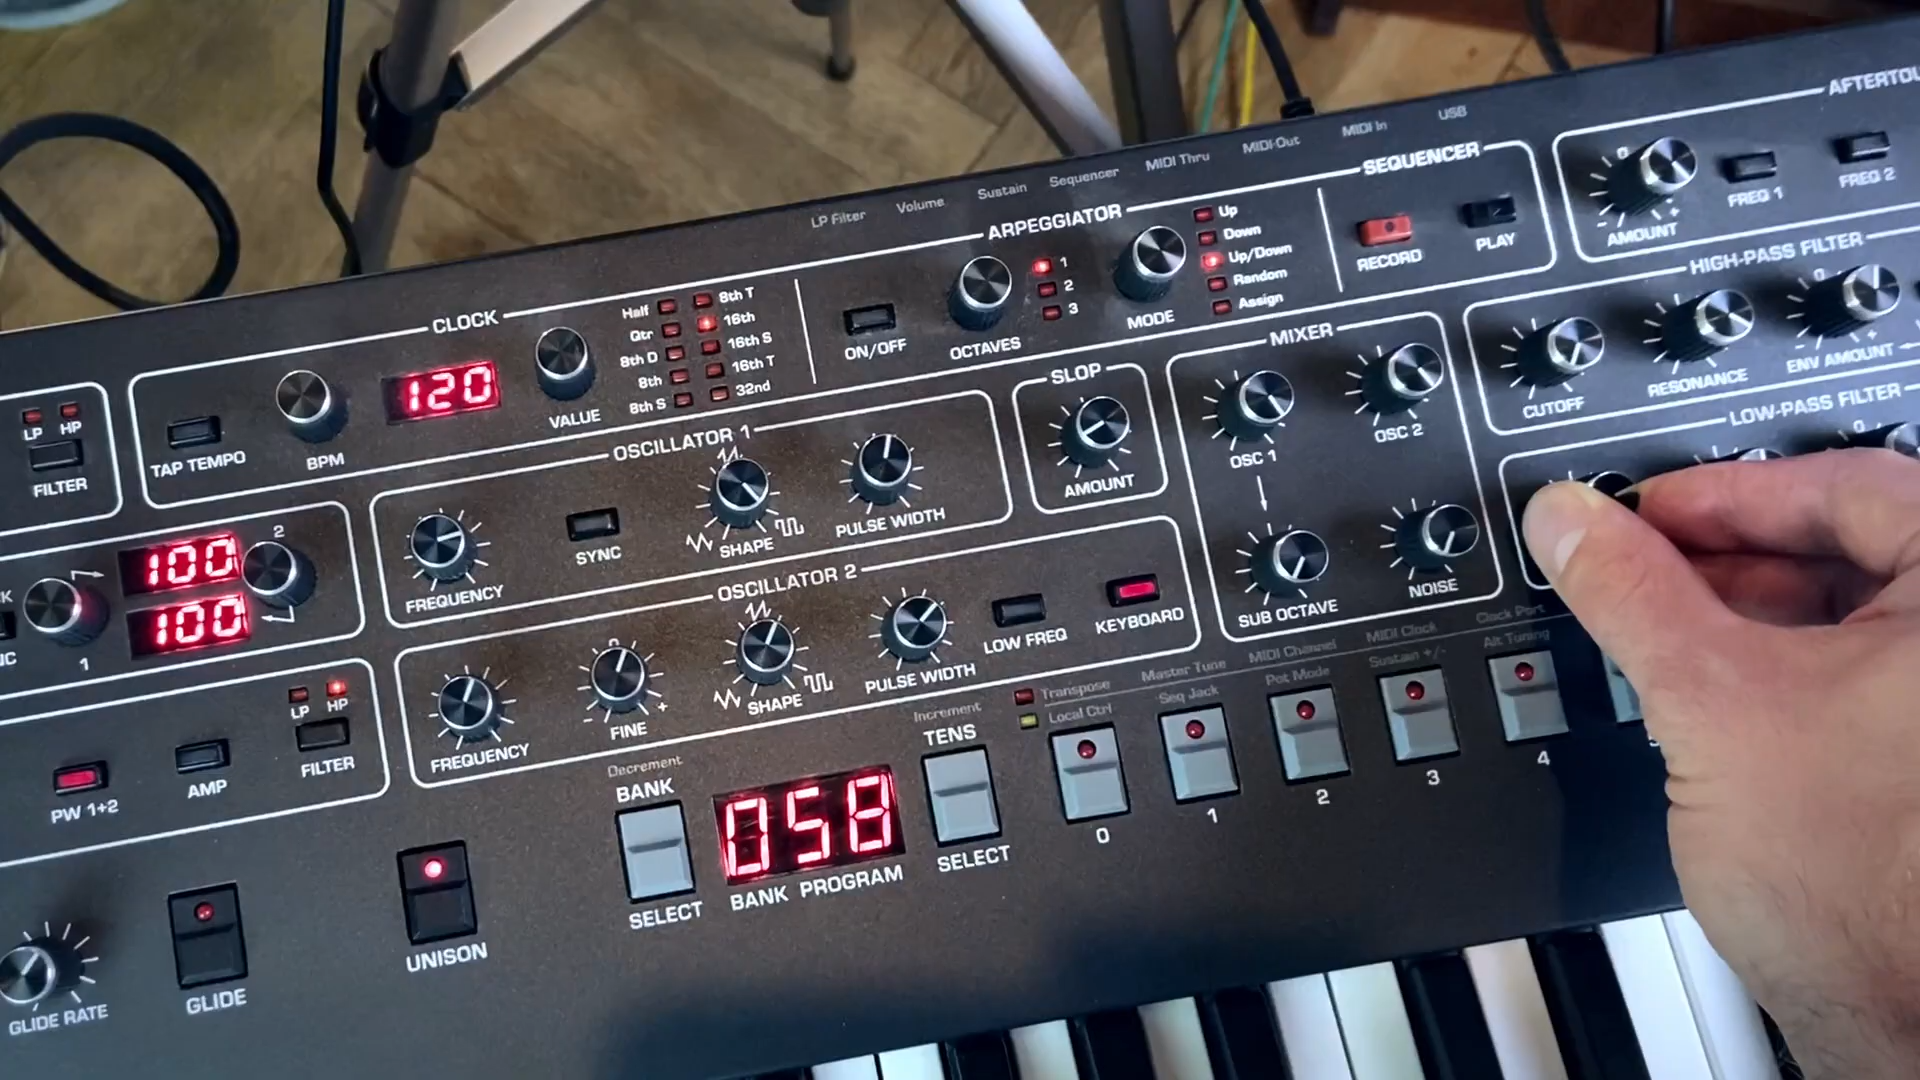 LP Filter
Volume
Sustain
Sequencer
MIDI Thru
MIDI Out
MIDI In
USB
LP
HP
FILTER
CLOCK
TAP TEMPO
BPM
120
VALUE
Half
Qtr
8th D
8th
8th S
8th T
16th
16th S
16th T
32nd
ARPEGGIATOR
ON/OFF
OCTAVES
1
2
3
MODE
Up
Down
Up/Down
Random
Assign
SEQUENCER
RECORD
PLAY
0
- +
AMOUNT
FREQ 1
FREQ 2
HIGH-PASS FILTER
CUTOFF
RESONANCE
0
ENV AMOUNT
LOW-PASS FILTER
0
OSCILLATOR 1
FREQUENCY
SYNC
SHAPE
PULSE WIDTH
SLOP
AMOUNT
MIXER
OSC 1
OSC 2
SUB OCTAVE
NOISE
1
100
100
2
OSCILLATOR 2
FREQUENCY
0
- +
FINE
SHAPE
PULSE WIDTH
LOW FREQ
KEYBOARD
PW 1+2
AMP
LP
HP
FILTER
GLIDE RATE
GLIDE
UNISON
Decrement
BANK
SELECT
058
BANK PROGRAM
Increment
TENS
SELECT
Transpose
Local Ctrl
0
Master Tune
Seq Jack
1
MIDI Channel
Pot Mode
2
MIDI Clock
Sustain +/-
3
Clock Port
Alt Tuning
4